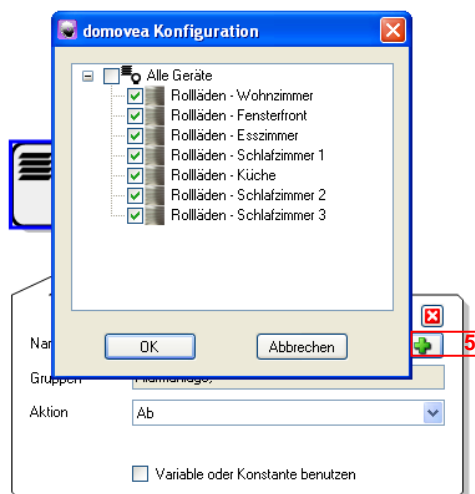 domovea Konfiguration
Alle Geräte
Rollläden - Wohnzimmer
Rollläden - Fensterfront
Rollläden - Esszimmer
Rollläden - Schlafzimmer 1
Rollläden - Küche
Rollläden - Schlafzimmer 2
Rollläden - Schlafzimmer 3
OK Abbrechen
5
Gruppen
Aktion Ab
Variable oder Konstante benutzen